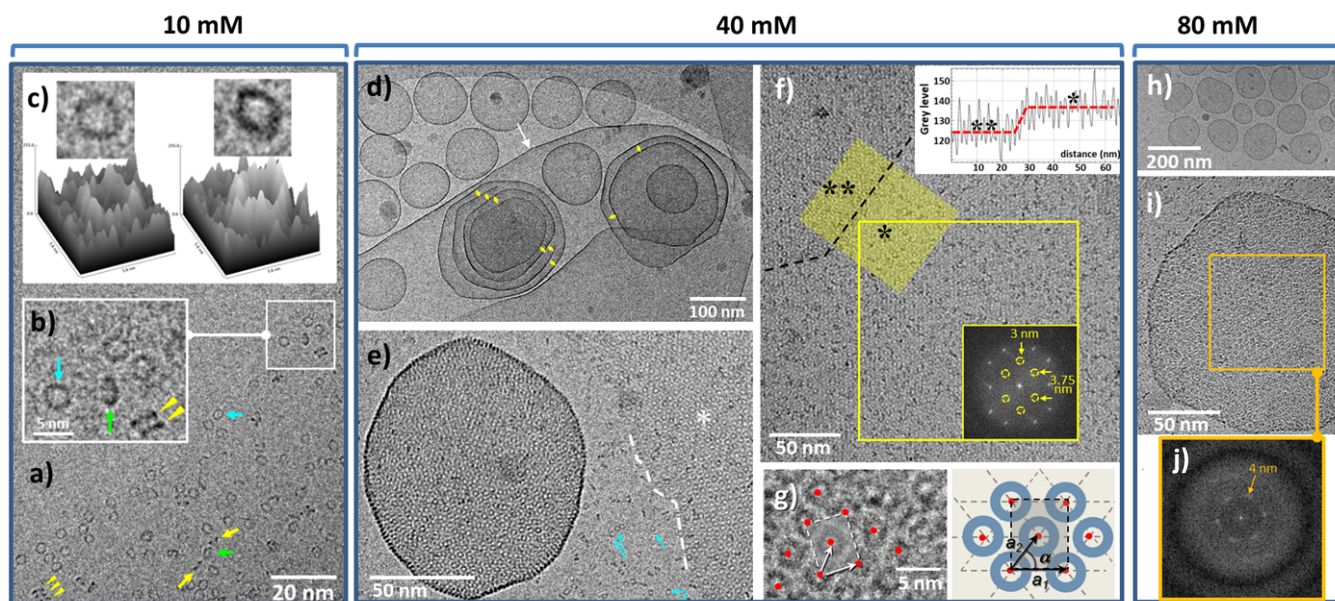 10 mM
40 mM
80 mM
c)
b)
5 nm
a)
20 nm
d)
100 nm
e)
*
50 nm
f)
Grey level
150
140
130
120
**
*
10 20 30 40 50 60
distance (nm)
**
*
3 nm
3.75 nm
50 nm
g)
5 nm
a2
α
a1
h)
200 nm
i)
50 nm
j)
4 nm